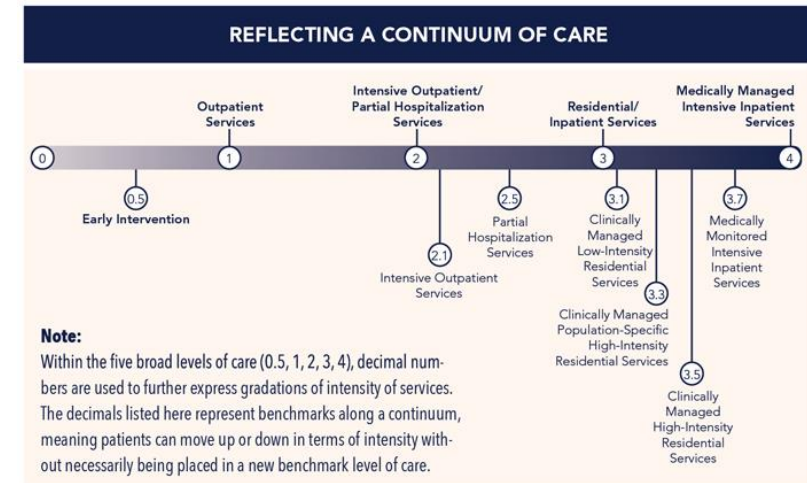 REFLECTING A CONTINUUM OF CARE
Outpatient
Services
Intensive Outpatient/
Partial Hospitalization
Services
Residential/
Inpatient Services
Medically Managed
Intensive Inpatient
Services
0
1
2
3
4
0.5
Early Intervention
2.1
Intensive Outpatient
Services
2.5
Partial
Hospitalization
Services
3.1
Clinically
Managed
Low-Intensity
Residential
Services
3.3
Clinically Managed
Population-Specific
High-Intensity
Residential Services
3.5
Clinically
Managed
High-Intensity
Residential
Services
3.7
Medically
Monitored
Intensive
Inpatient
Services
Note:
Within the five broad levels of care (0.5, 1, 2, 3, 4), decimal num-
bers are used to further express gradations of intensity of services.
The decimals listed here represent benchmarks along a continuum,
meaning patients can move up or down in terms of intensity with-
out necessarily being placed in a new benchmark level of care.